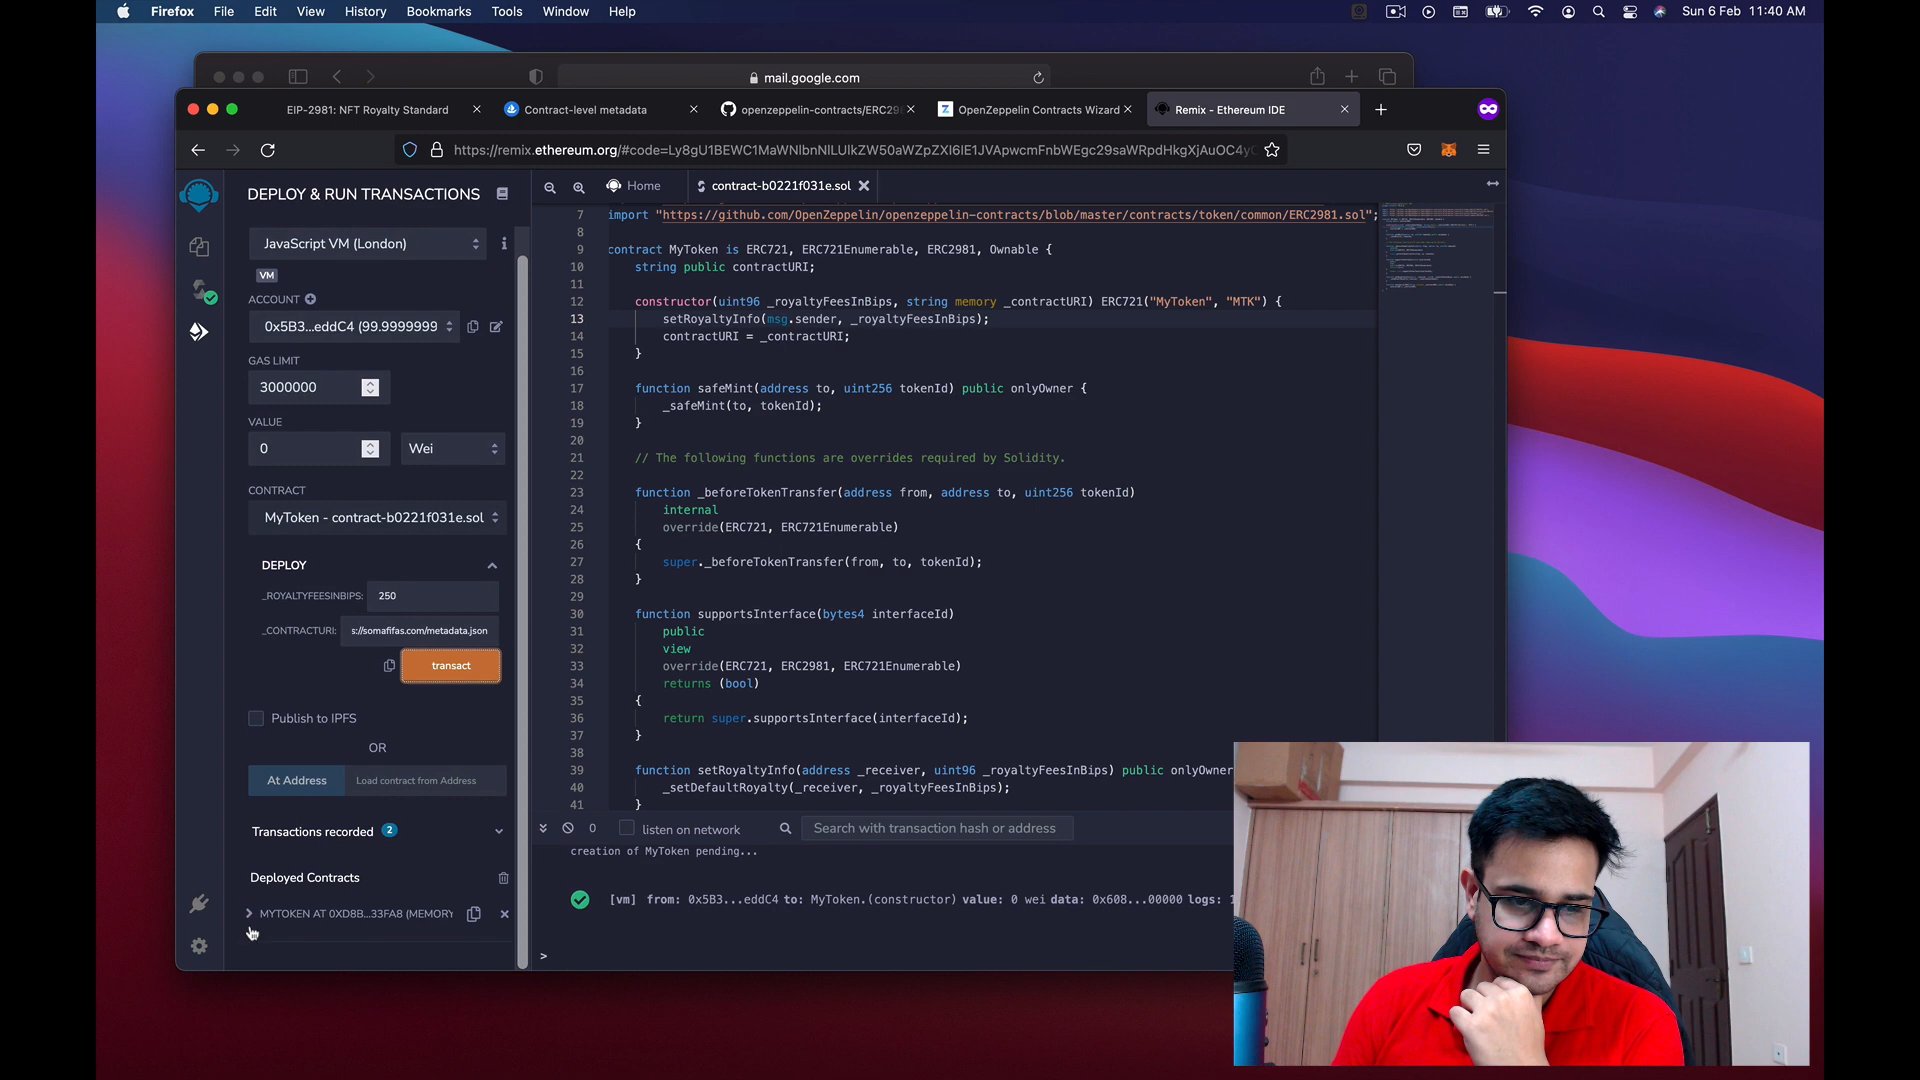 Firefox File Edit View History Bookmarks Tools Window Help
Sun 6 Feb 11:40 AM
mail.google.com
EIP-2981: NFT Royalty Standard
Contract-level metadata
openzeppelin-contracts/ERC298
OpenZeppelin Contracts Wizard
Remix - Ethereum IDE
DEPLOY & RUN TRANSACTIONS
JavaScript VM (London)
VM
ACCOUNT
0x5B3...eddC4 (99.9999999
GAS LIMIT
3000000
VALUE
0
Wei
CONTRACT
MyToken - contract-b0221f031e.sol
DEPLOY
_ROYALTYFEESINBIPS: 250
_CONTRACTURI: s://somafifas.com/metadata.json
transact
Publish to IPFS
OR
At Address
Load contract from Address
Transactions recorded 2
Deployed Contracts
MYTOKEN AT 0XD8B...33FA8 (MEMORY
Home
contract-b0221f031e.sol
7 import "https://github.com/OpenZeppelin/openzeppelin-contracts/blob/master/contracts/token/common/ERC2981.sol";
8
9 contract MyToken is ERC721, ERC721Enumerable, ERC2981, Ownable {
10 string public contractURI;
11
12 constructor(uint96 _royaltyFeesInBips, string memory _contractURI) ERC721("MyToken", "MTK") {
13 setRoyaltyInfo(msg.sender, _royaltyFeesInBips);
14 contractURI = _contractURI;
15 }
16
17 function safeMint(address to, uint256 tokenId) public onlyOwner {
18 _safeMint(to, tokenId);
19 }
20
21 // The following functions are overrides required by Solidity.
22
23 function _beforeTokenTransfer(address from, address to, uint256 tokenId)
24 internal
25 override(ERC721, ERC721Enumerable)
26 {
27 super._beforeTokenTransfer(from, to, tokenId);
28 }
29
30 function supportsInterface(bytes4 interfaceId)
31 public
32 view
33 override(ERC721, ERC2981, ERC721Enumerable)
34 returns (bool)
35 {
36 return super.supportsInterface(interfaceId);
37 }
38
39 function setRoyaltyInfo(address _receiver, uint96 _royaltyFeesInBips) public onlyOwner
40 _setDefaultRoyalty(_receiver, _royaltyFeesInBips);
41 }
0
listen on network
Search with transaction hash or address
creation of MyToken pending...
[vm] from: 0x5B3...eddC4 to: MyToken.(constructor) value: 0 wei data: 0x608...00000 logs: 1
>